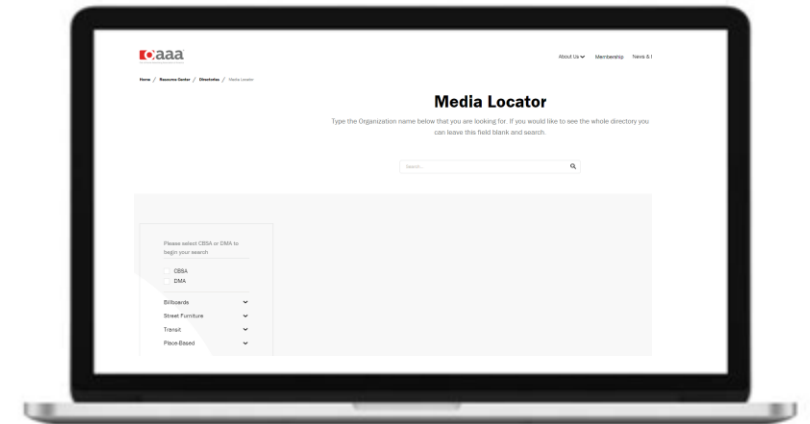 oaaa
About Us Membership News & I
Home / Resource Center / Directories / Media Locator
Media Locator
Type the Organization name below that you are looking for. If you would like to see the whole directory you
can leave this field blank and search.
Search...
Please select CBSA or DMA to
begin your search
CBSA
DMA
Billboards
Street Furniture
Transit
Place-Based